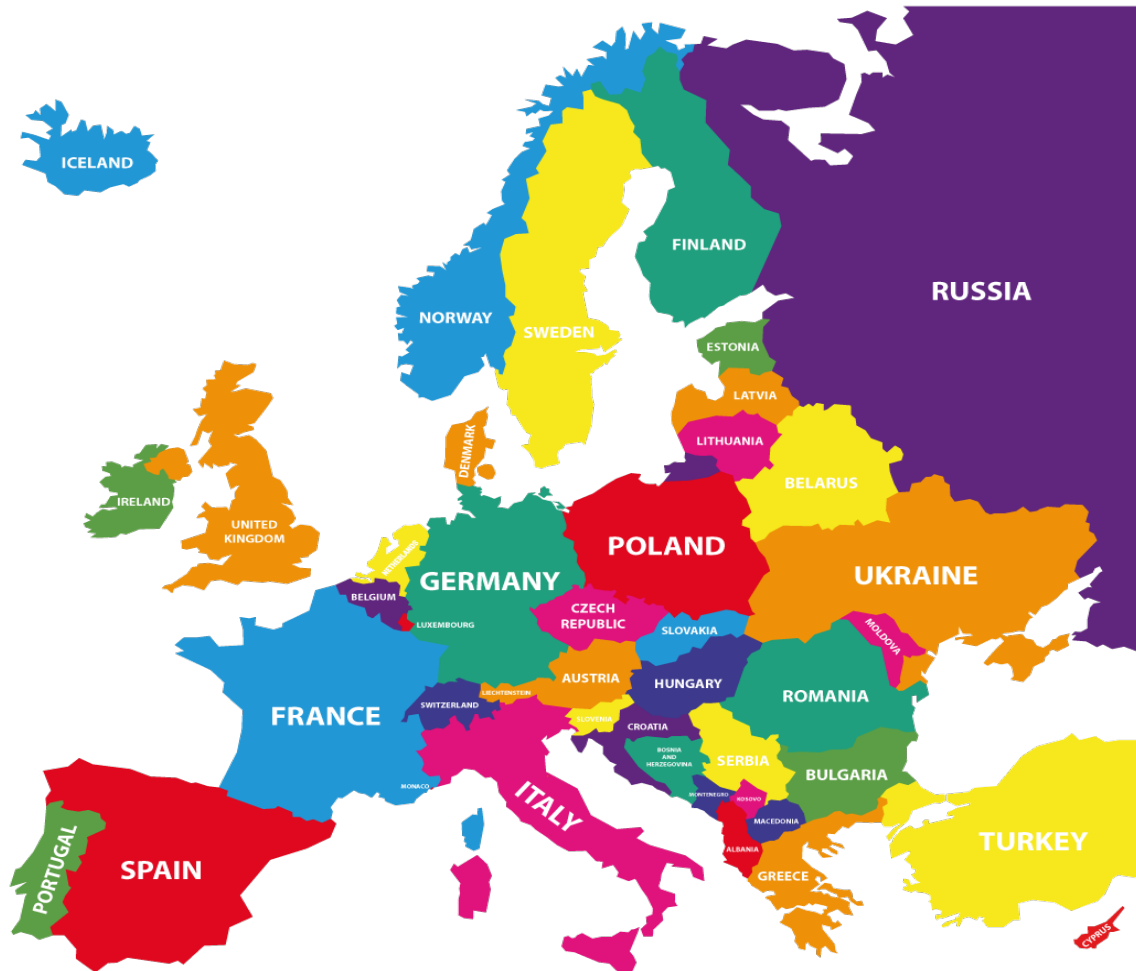 ICELAND
FINLAND
RUSSIA
NORWAY
SWEDEN
ESTONIA
LATVIA
LITHUANIA
DENMARK
BELARUS
IRELAND
UNITED
KINGDOM
POLAND
NETHERLANDS
GERMANY
UKRAINE
BELGIUM
CZECH
REPUBLIC
LUXEMBOURG
SLOVAKIA
MOLDOVA
AUSTRIA
HUNGARY
LIECHTENSTEIN
ROMANIA
SWITZERLAND
FRANCE
SLOVENIA
CROATIA
BOSNIA
AND
HERZEGOVINA
SERBIA
BULGARIA
MONACO
ITALY
MONTENEGRO
KOSOVO
MACEDONIA
TURKEY
ALBANIA
PORTUGAL
SPAIN
GREECE
CYPRUS